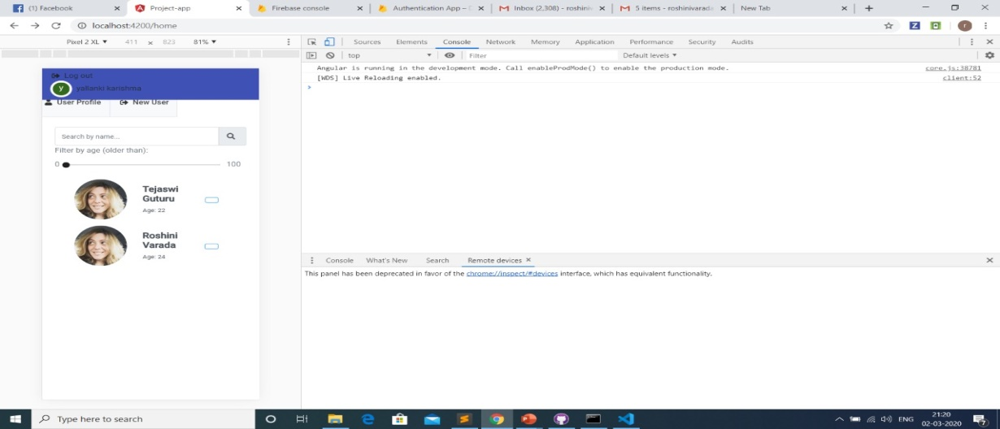 (1) Facebook
Project-app
Firebase console
Authentication App –
Inbox (2,308) - roshini
5 items - roshinivarada
New Tab
localhost:4200/home
Pixel 2 XL ▼ 411 x 823 81% ▼
Sources Elements Console Network Memory Application Performance Security Audits
top Filter Default levels ▼
Angular is running in the development mode. Call enableProdMode() to enable the production mode. core.js:38781
[WDS] Live Reloading enabled. client:52
Log out
y yallanki karishma
User Profile New User
Search by name...
Filter by age (older than):
0 100
Tejaswi
Guturu
Age: 22
Roshini
Varada
Age: 24
Console What's New Search Remote devices
This panel has been deprecated in favor of the chrome://inspect/#devices interface, which has equivalent functionality.
Type here to search
ENG
21:20
02-03-2020